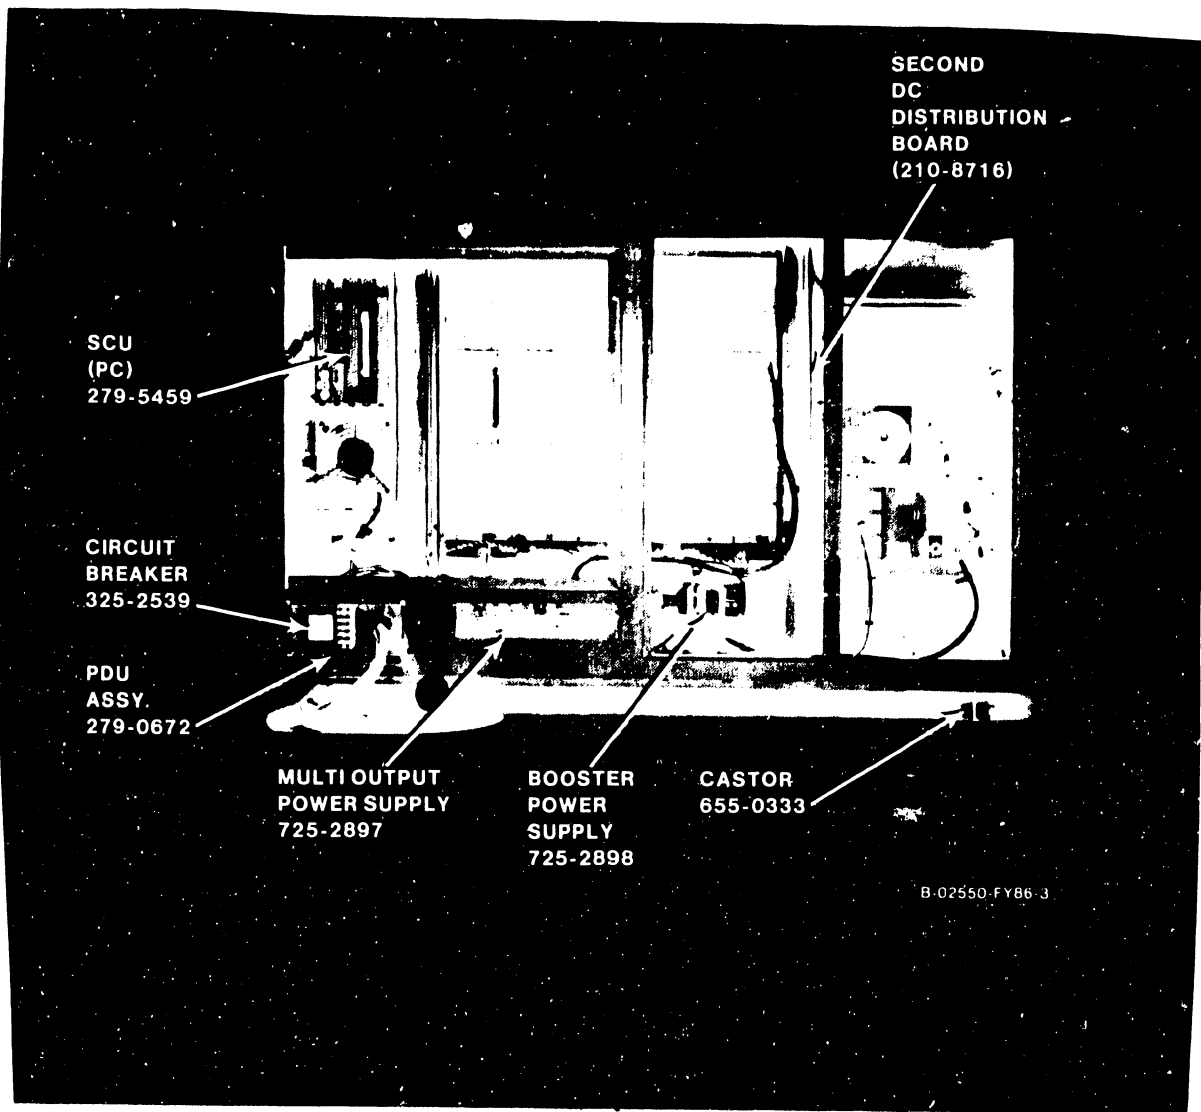 SECOND
DC
DISTRIBUTION
BOARD
(210-8716)
SCU
(PC)
279-5459
CIRCUIT
BREAKER
325-2539
PDU
ASSY.
279-0672
MULTI OUTPUT
POWER SUPPLY
725-2897
BOOSTER
POWER
SUPPLY
725-2898
CASTOR
655-0333
B-02550-FY86-3